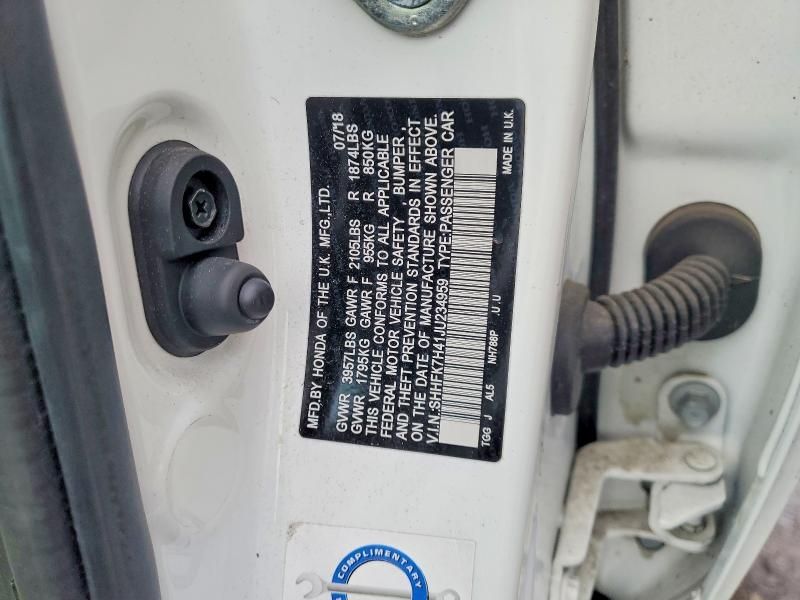 MFD.BY HONDA OF THE U.K. MFG.,LTD. 07/18
GVWR 3957LBS GAWR F 2105LBS R 1874LBS
GVWR 1795KG GAWR F 955KG R 850KG
THIS VEHICLE CONFORMS TO ALL APPLICABLE
FEDERAL MOTOR VEHICLE SAFETY, BUMPER,
AND THEFT PREVENTION STANDARDS IN EFFECT
ON THE DATE OF MANUFACTURE SHOWN ABOVE.
V.I.N.:SHHFK7H41JU234969 TYPE:PASSENGER CAR
TGG J AL5 NH788P JU U MADE IN U.K.
COMPLIMENTARY